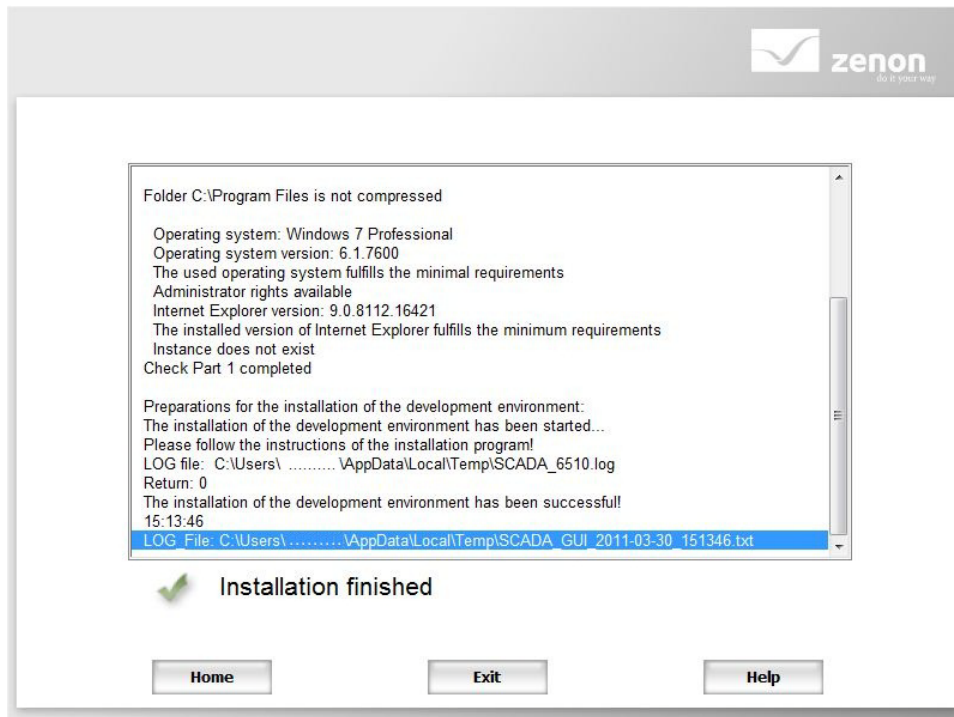 zenon
do it your way
Folder C:\Program Files is not compressed
Operating system: Windows 7 Professional
Operating system version: 6.1.7600
The used operating system fulfills the minimal requirements
Administrator rights available
Internet Explorer version: 9.0.8112.16421
The installed version of Internet Explorer fulfills the minimum requirements
Instance does not exist
Check Part 1 completed
Preparations for the installation of the development environment:
The installation of the development environment has been started...
Please follow the instructions of the installation program!
LOG file: C:\Users\ .......... \AppData\Local\Temp\SCADA_6510.log
Return: 0
The installation of the development environment has been successful!
15:13:46
LOG_File: C:\Users\ .......... \AppData\Local\Temp\SCADA_GUI_2011-03-30_151346.txt
Installation finished
Home Exit Help